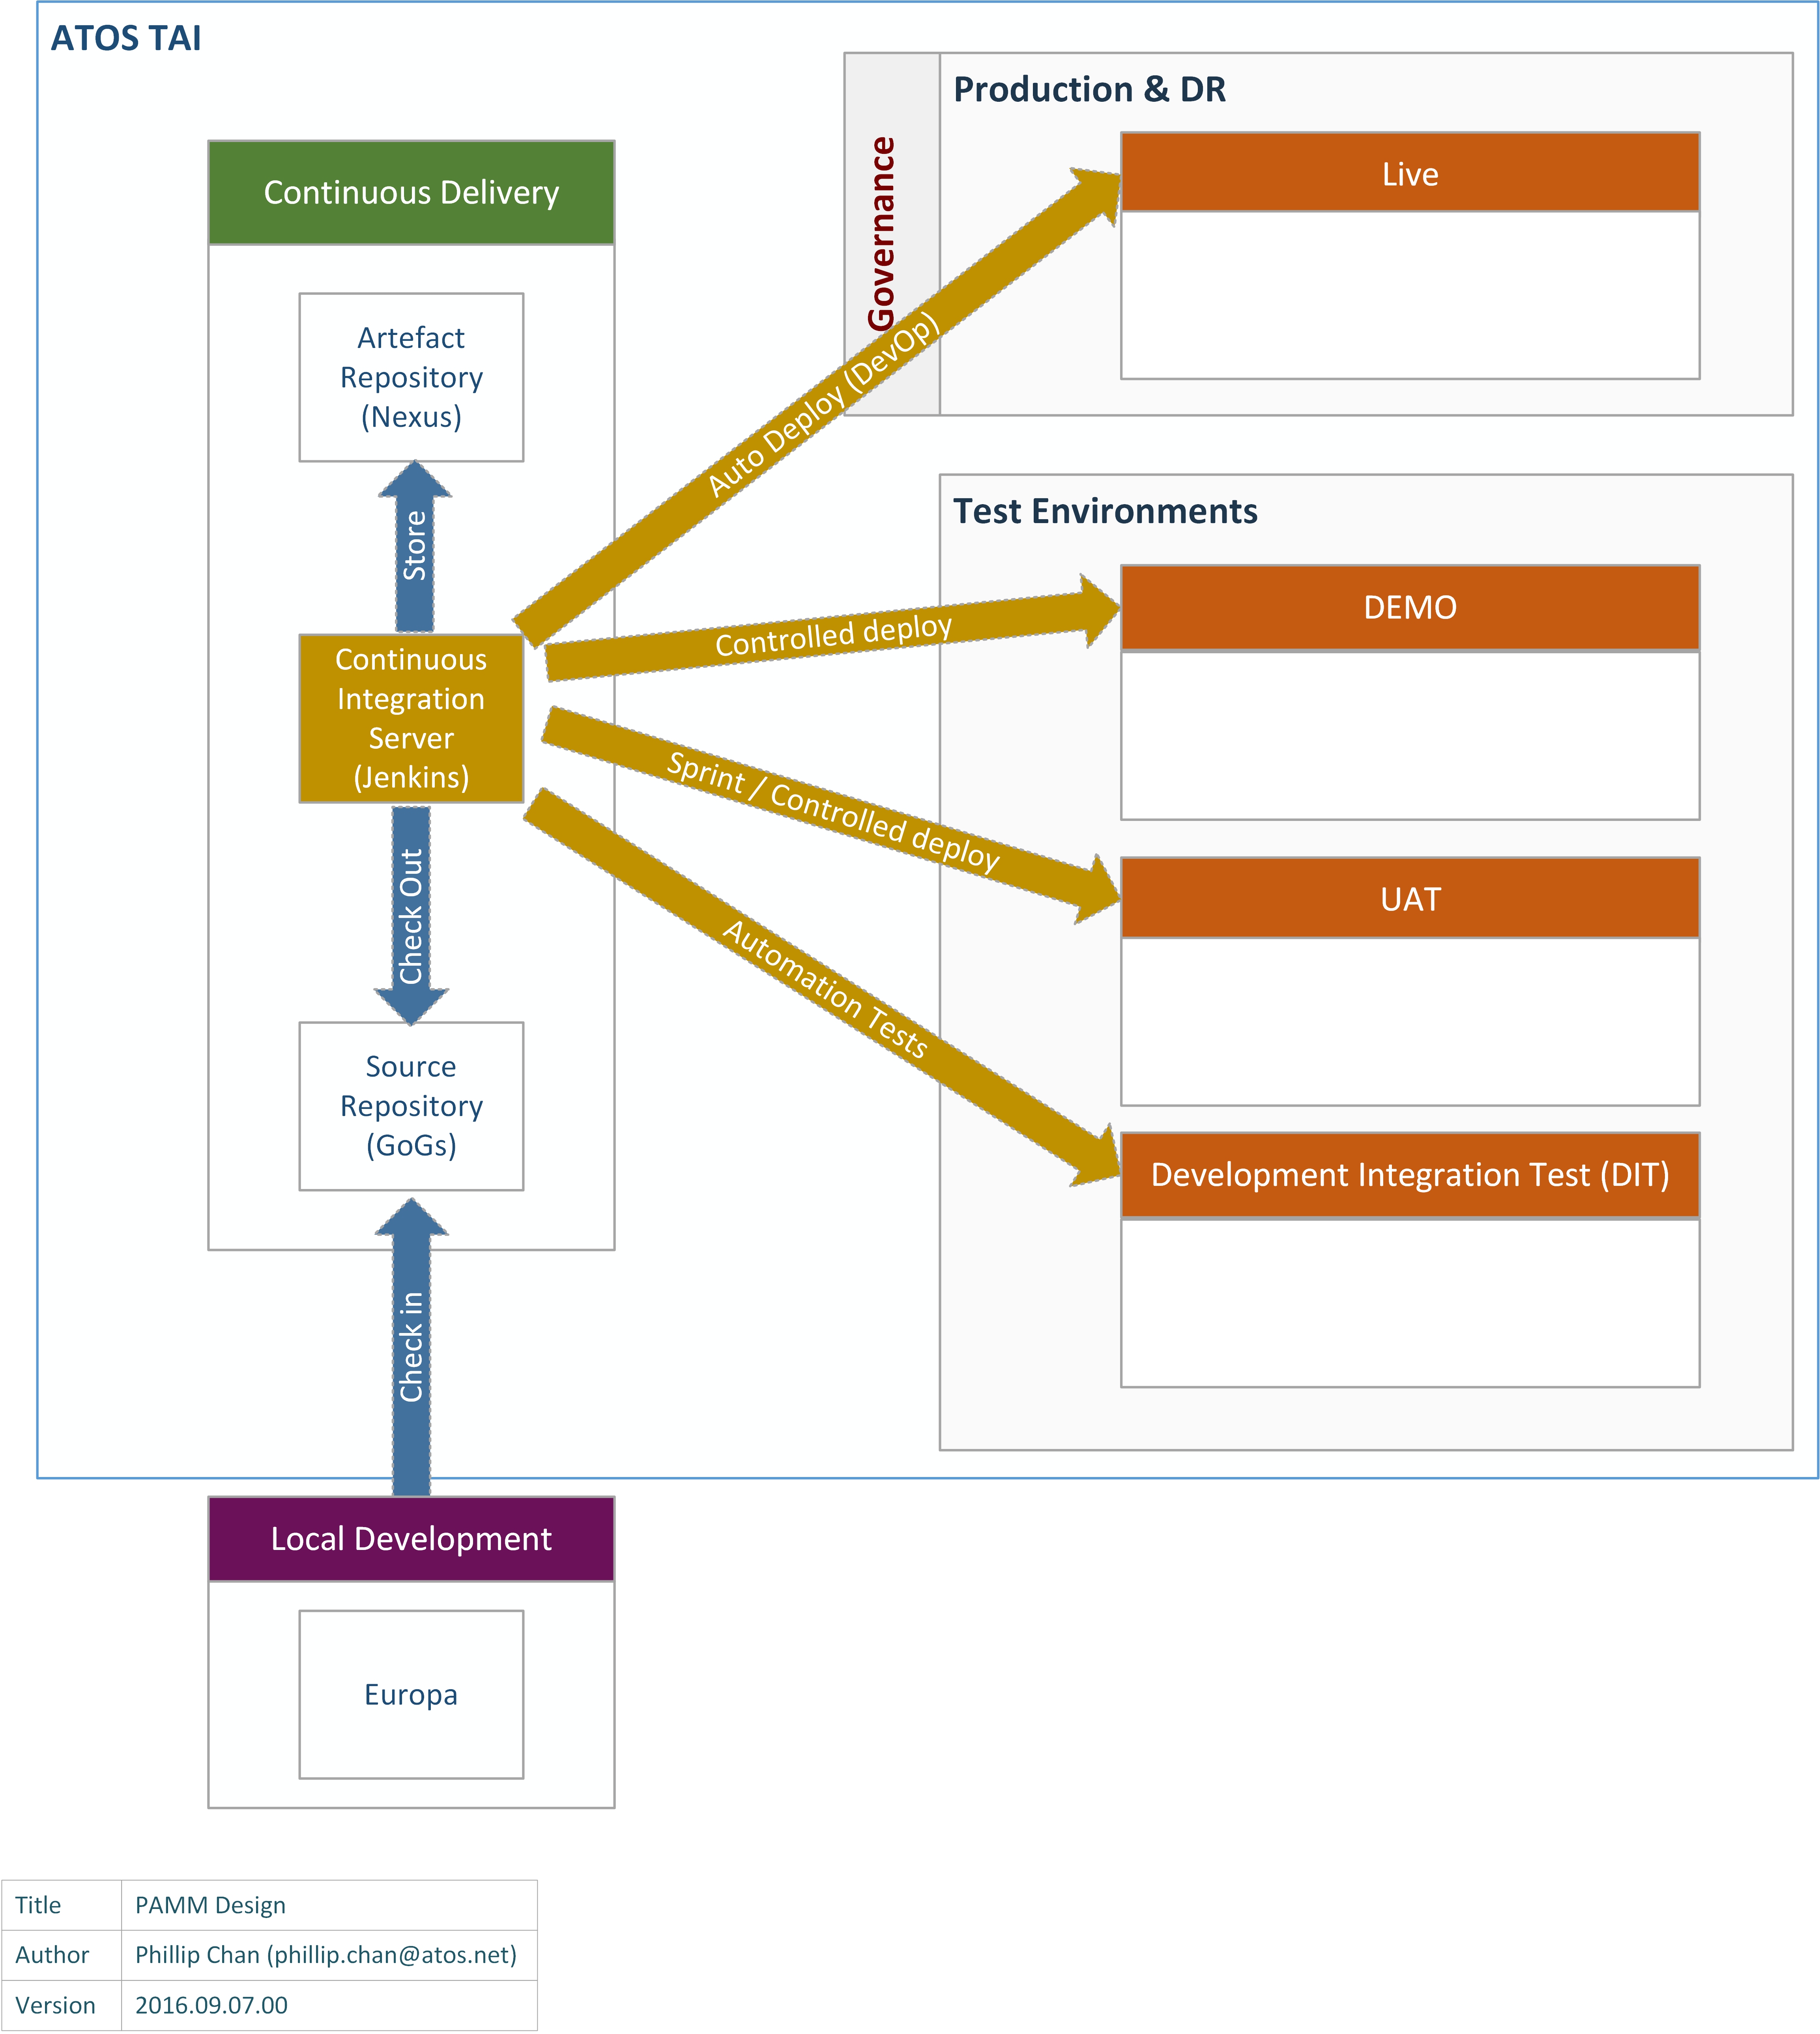 ATOS TAI
Continuous Delivery
Artefact
Repository
(Nexus)
Store
Continuous
Integration
Server
(Jenkins)
Check Out
Source
Repository
(GoGs)
Check in
Local Development
Europa
Governance
Production & DR
Live
Auto Deploy (DevOp)
Test Environments
DEMO
Controlled deploy
UAT
Sprint / Controlled deploy
Development Integration Test (DIT)
Automation Tests
Title PAMM Design
Author Phillip Chan (phillip.chan@atos.net)
Version 2016.09.07.00